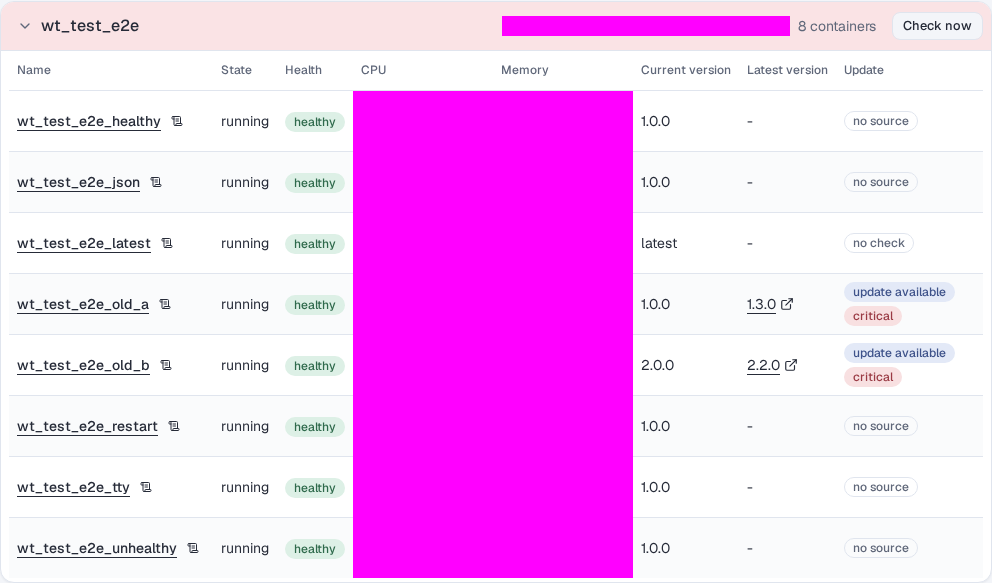 wt_test_e2e 8 containers Check now
Name State Health CPU Memory Current version Latest version Update
wt_test_e2e_healthy running healthy 1.0.0 - no source
wt_test_e2e_json running healthy 1.0.0 - no source
wt_test_e2e_latest running healthy latest - no check
wt_test_e2e_old_a running healthy 1.0.0 1.3.0 update available
critical
wt_test_e2e_old_b running healthy 2.0.0 2.2.0 update available
critical
wt_test_e2e_restart running healthy 1.0.0 - no source
wt_test_e2e_tty running healthy 1.0.0 - no source
wt_test_e2e_unhealthy running healthy 1.0.0 - no source